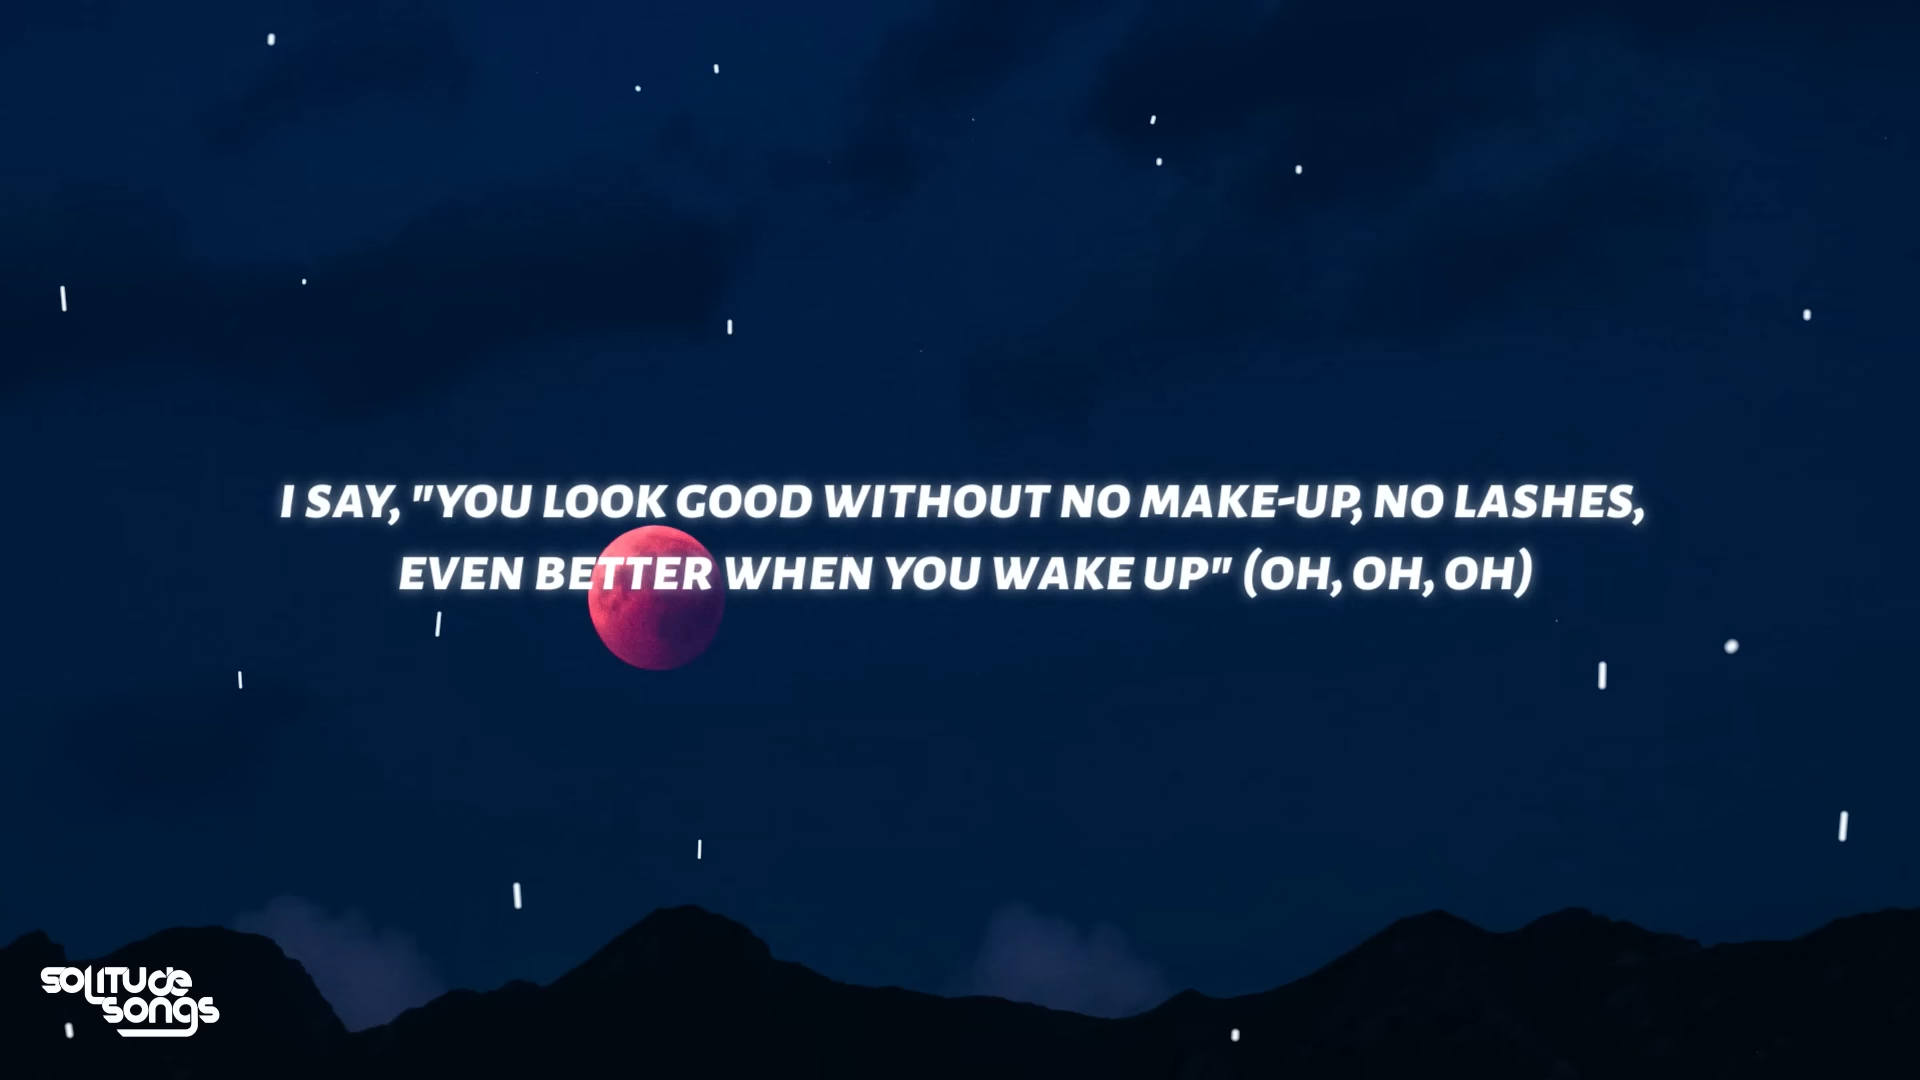 I SAY, "YOU LOOK GOOD WITHOUT NO MAKE-UP, NO LASHES,
EVEN BETTER WHEN YOU WAKE UP" (OH, OH, OH)
solitude
songs